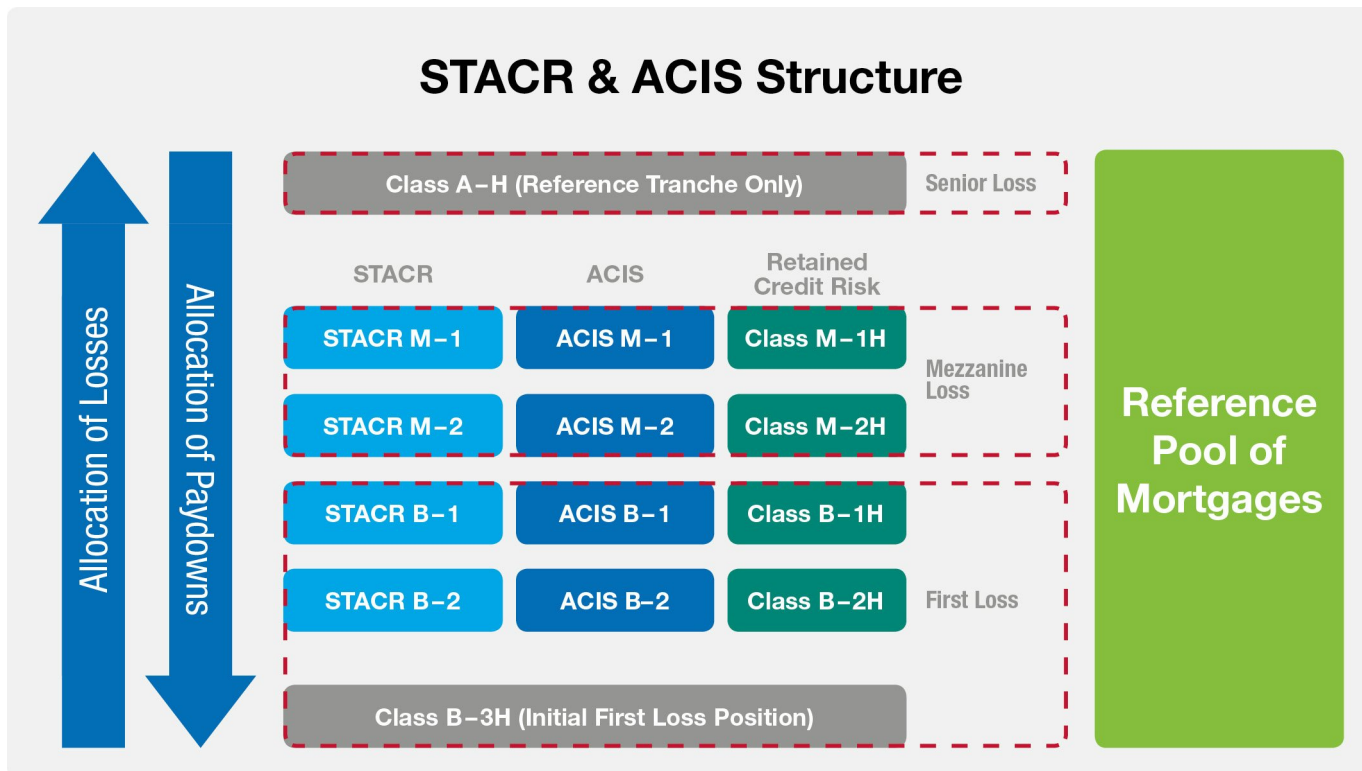 STACR & ACIS Structure
Allocation of Losses
Allocation of Paydowns
Class A–H (Reference Tranche Only)
Senior Loss
STACR
ACIS
Retained
Credit Risk
STACR M–1
ACIS M–1
Class M–1H
Mezzanine
Loss
STACR M–2
ACIS M–2
Class M–2H
STACR B–1
ACIS B–1
Class B–1H
STACR B–2
ACIS B–2
Class B–2H
First Loss
Class B–3H (Initial First Loss Position)
Reference
Pool of
Mortgages